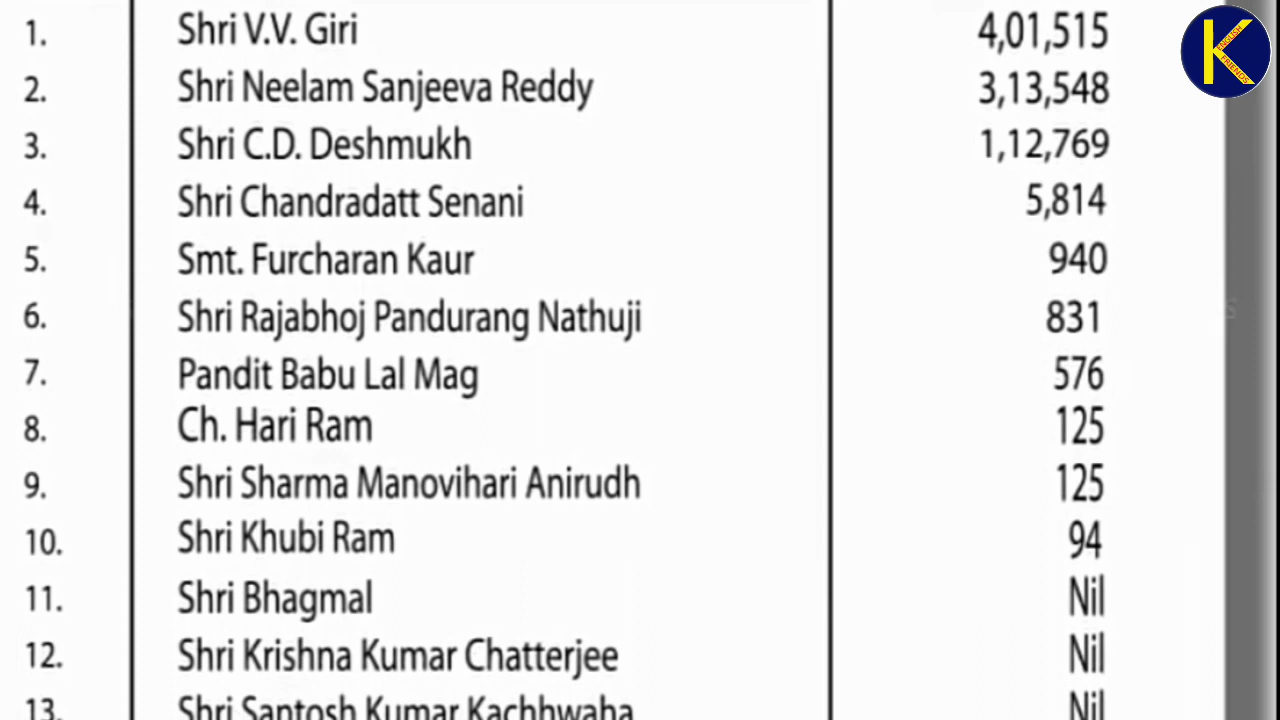 1. Shri V.V. Giri 4,01,515
2. Shri Neelam Sanjeeva Reddy 3,13,548
3. Shri C.D. Deshmukh 1,12,769
4. Shri Chandradatt Senani 5,814
5. Smt. Furcharan Kaur 940
6. Shri Rajabhoj Pandurang Nathuji 831
7. Pandit Babu Lal Mag 576
8. Ch. Hari Ram 125
9. Shri Sharma Manovihari Anirudh 125
10. Shri Khubi Ram 94
11. Shri Bhagmal Nil
12. Shri Krishna Kumar Chatterjee Nil
13. Shri Santosh Kumar Kachhwaha Nil
K
ENGLISH
FRIENDS